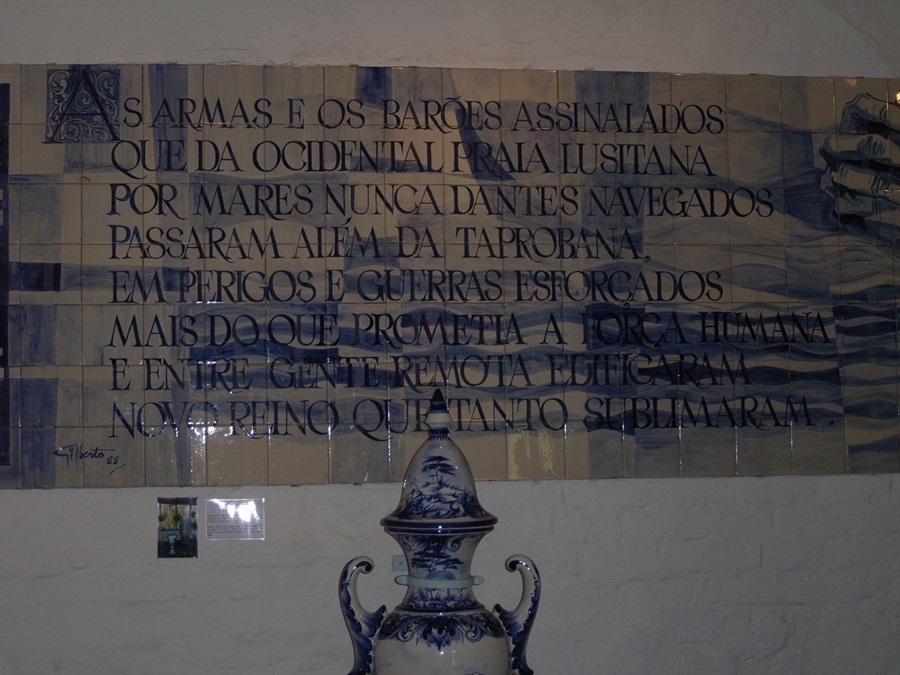 AS ARMAS E OS BARÕES ASSINALADOS
QUE DA OCIDENTAL PRAIA LUSITANA
POR MARES NUNCA DANTES NAVEGADOS
PASSARAM ALÉM DA TAPROBANA,
EM PERIGOS E GUERRAS ESFORÇADOS
MAIS DO QUE PROMETIA A FORÇA HUMANA
E ENTRE GENTE REMOTA EDIFICARAM
NOVO REINO QUE TANTO SUBLIMARAM.
Gilberto 88